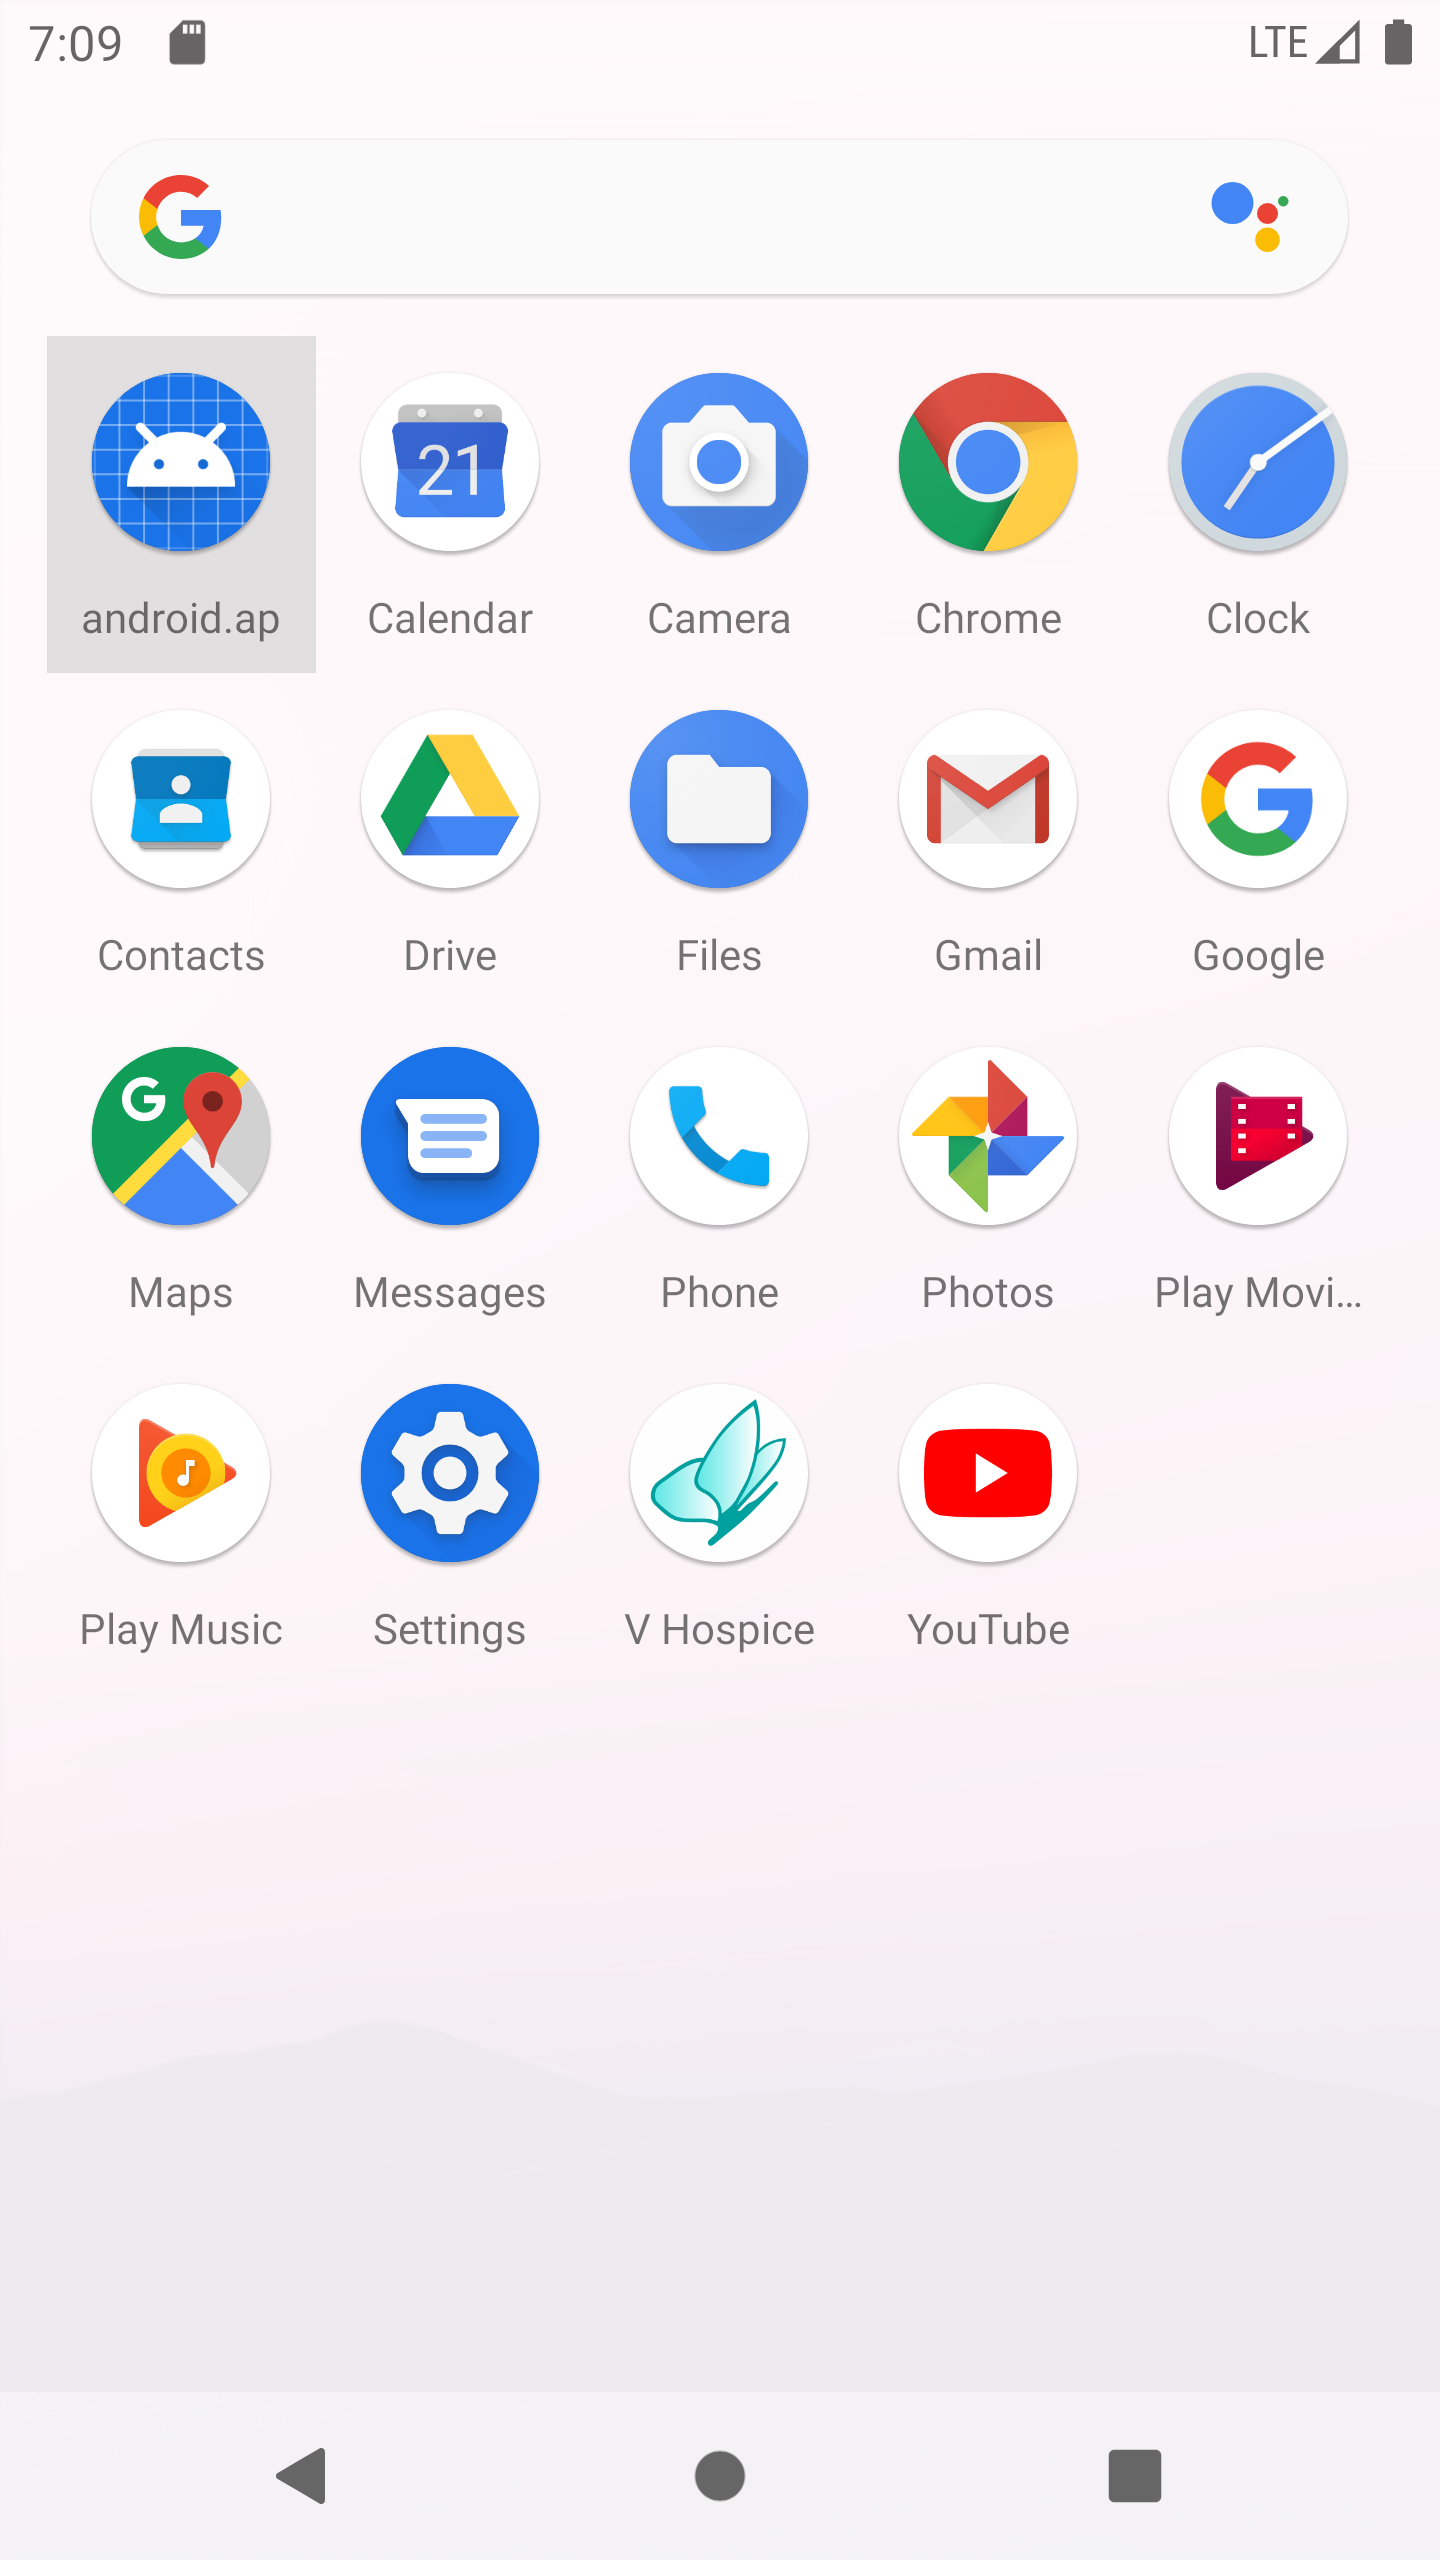 7:09 LTE
android.ap Calendar Camera Chrome Clock
21
Contacts Drive Files Gmail Google
Maps Messages Phone Photos Play Movi...
Play Music Settings V Hospice YouTube